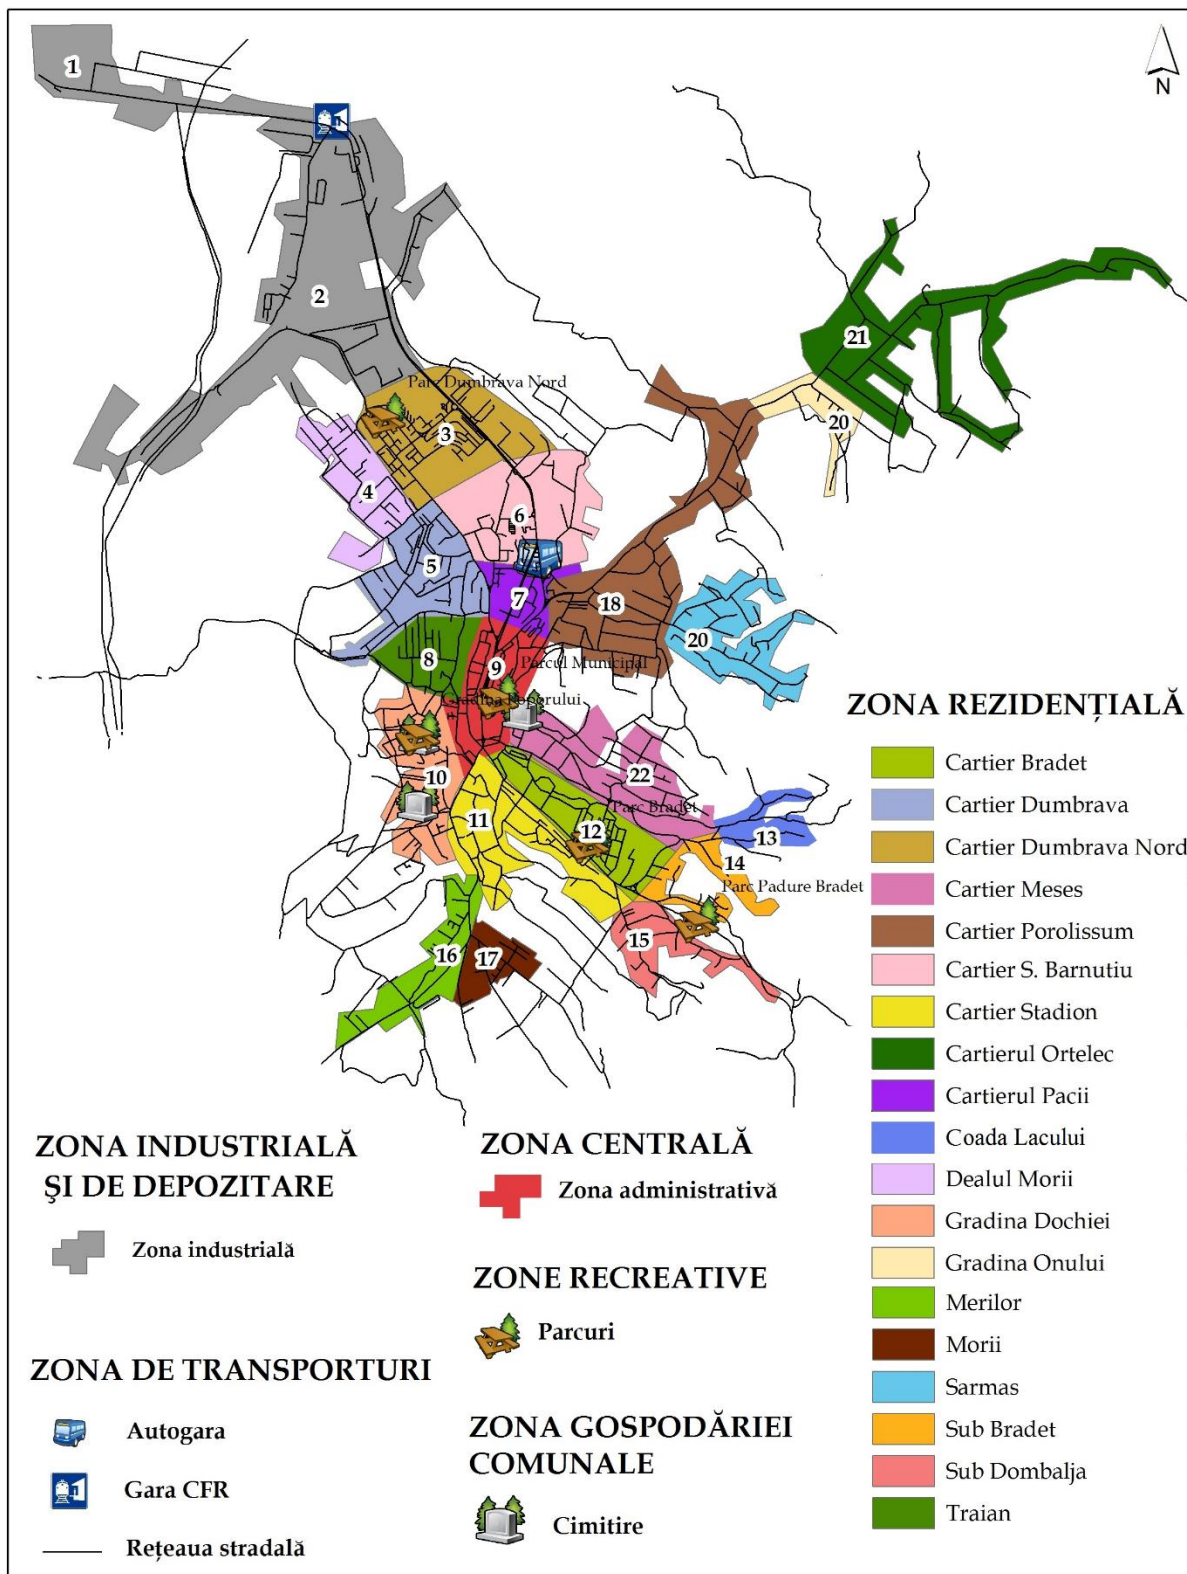 1
N
2
21
Parc Dumbrava Nord
3
20
4
6
5
7
18
20
8
9
Parcul Municipal
Gradina Poporului
22
10
Parc Bradet
11
12
13
14
Parc Padure Bradet
15
16
17
ZONA REZIDENȚIALĂ
Cartier Bradet
Cartier Dumbrava
Cartier Dumbrava Nord
Cartier Meses
Cartier Porolissum
Cartier S. Barnutiu
Cartier Stadion
Cartierul Ortelec
Cartierul Pacii
Coada Lacului
Dealul Morii
Gradina Dochiei
Gradina Onului
Merilor
Morii
Sarmas
Sub Bradet
Sub Dombalja
Traian
ZONA INDUSTRIALĂ
ŞI DE DEPOZITARE
Zona industrială
ZONA DE TRANSPORTURI
Autogara
Gara CFR
Rețeaua stradală
ZONA CENTRALĂ
Zona administrativă
ZONE RECREATIVE
Parcuri
ZONA GOSPODĂRIEI
COMUNALE
Cimitire